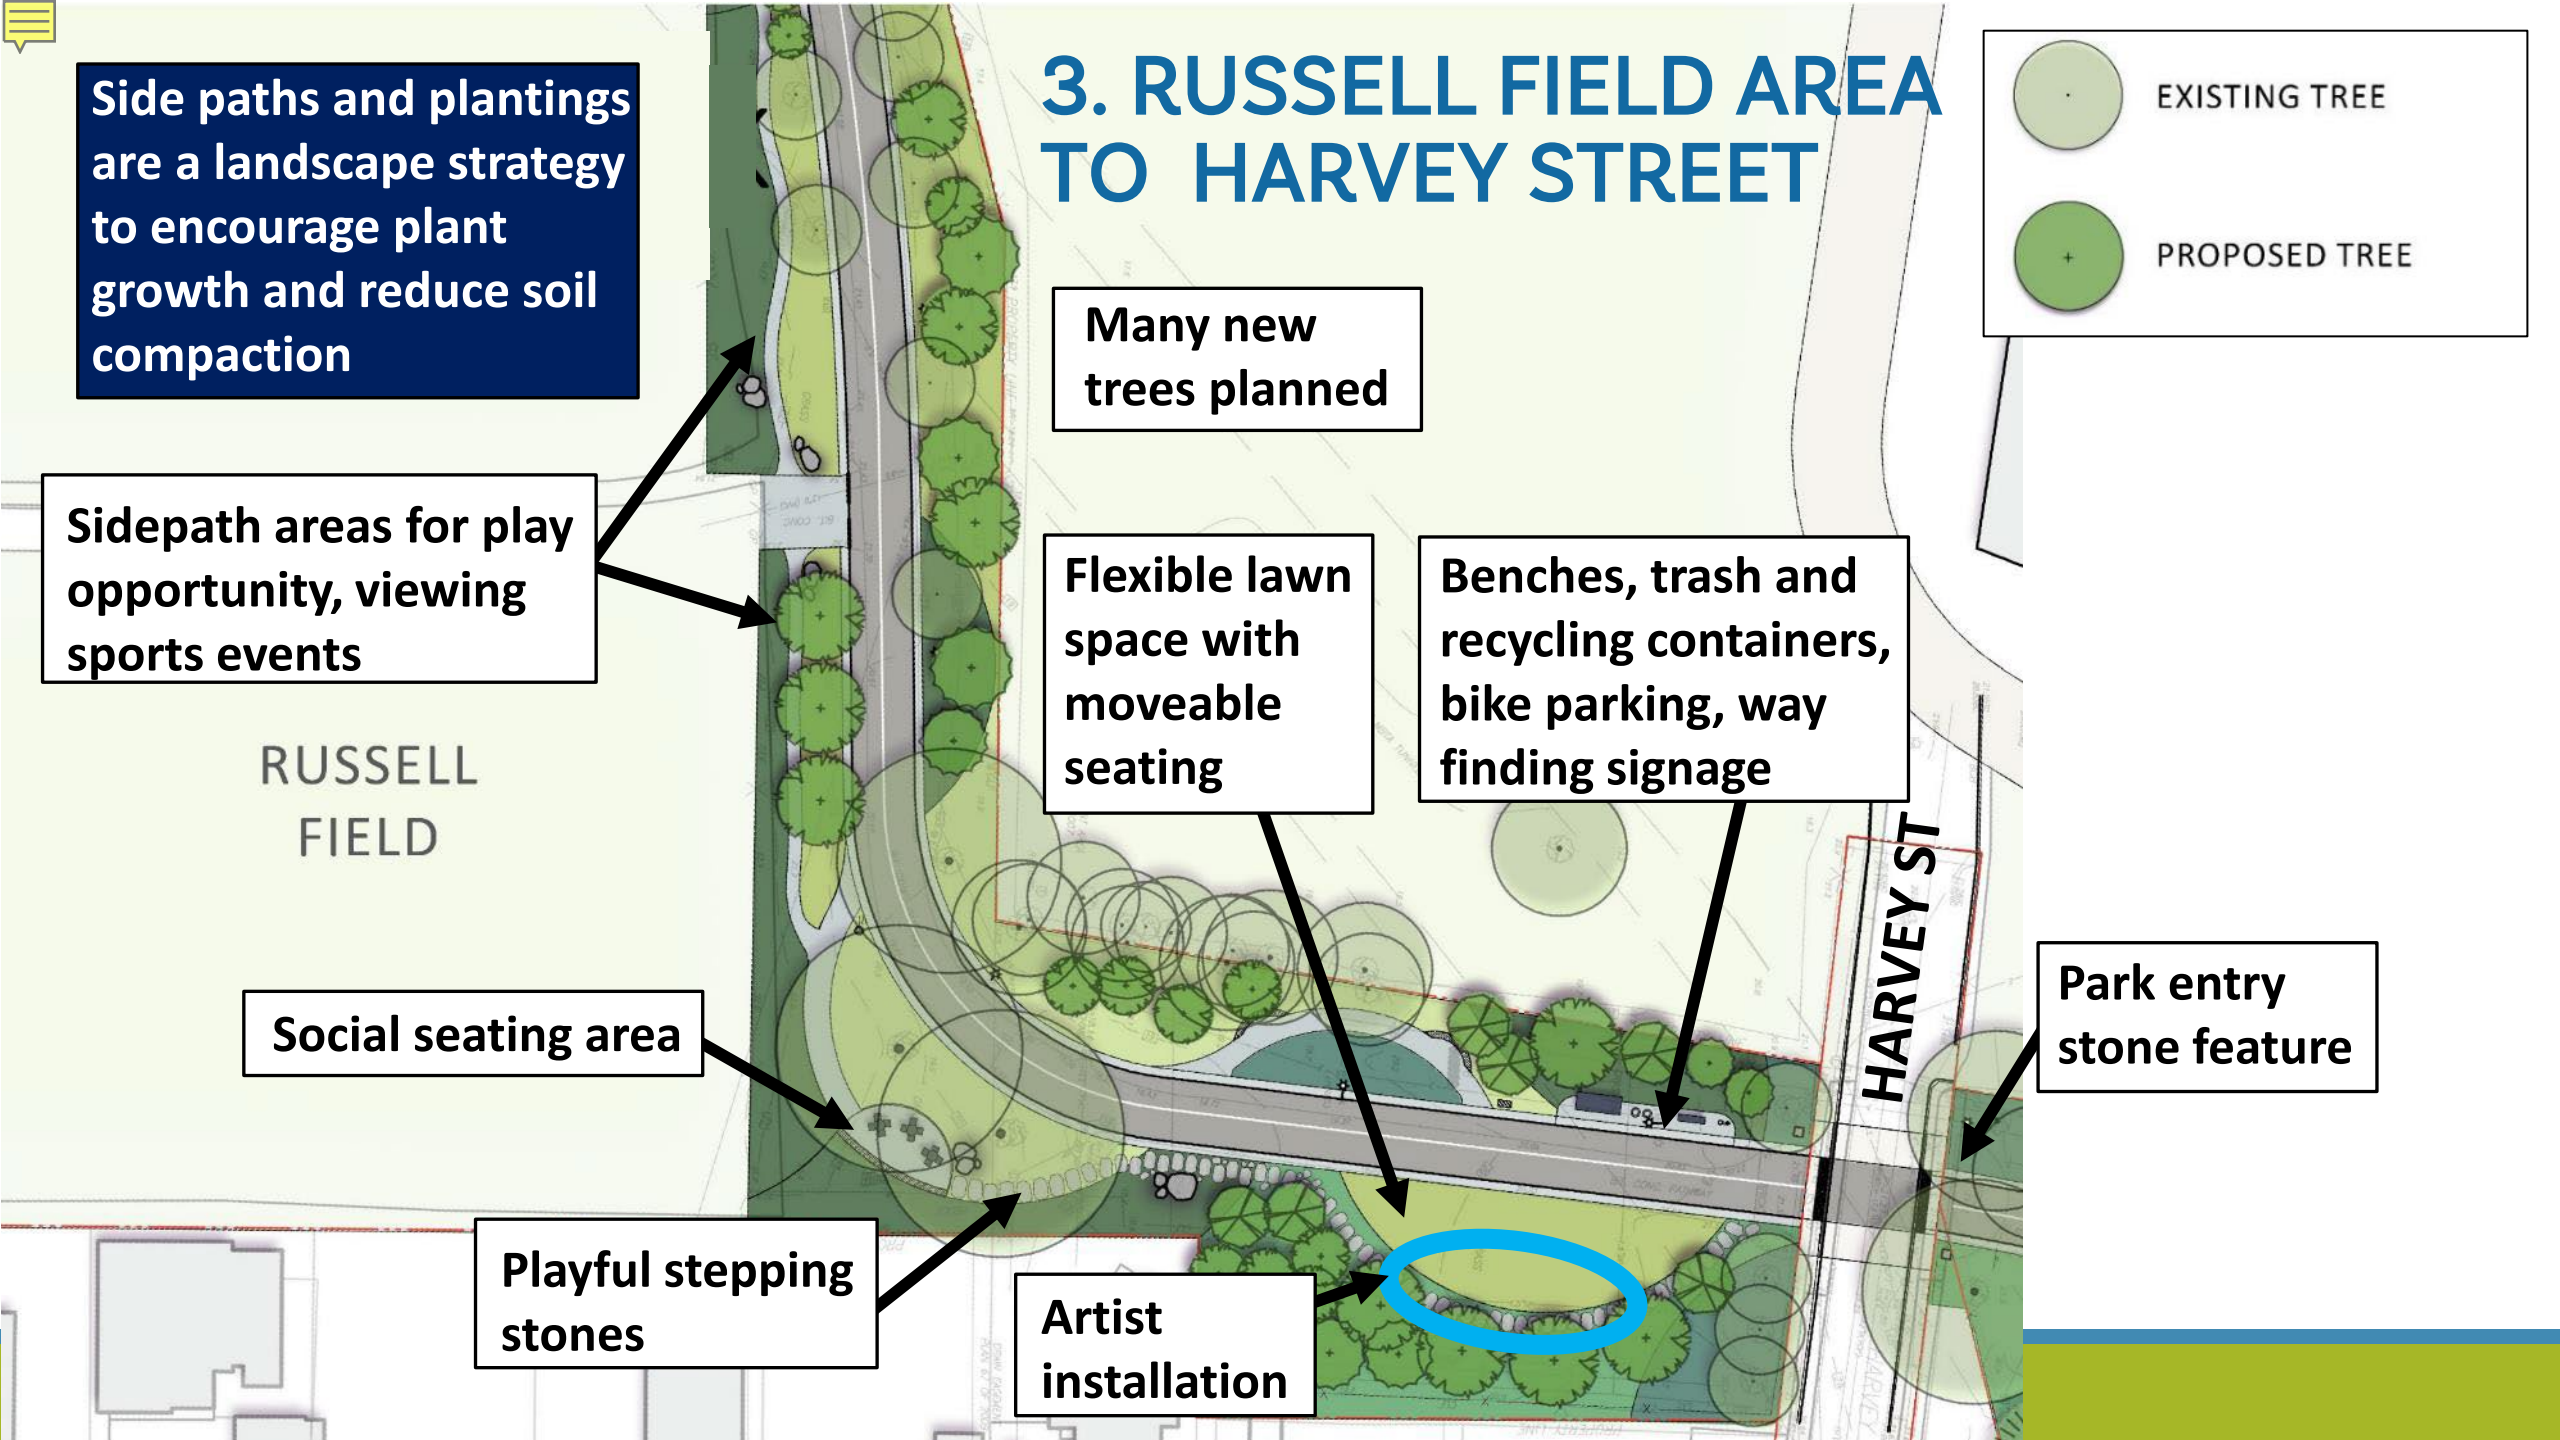 3. RUSSELL FIELD AREA
TO HARVEY STREET
EXISTING TREE
PROPOSED TREE
Side paths and plantings
are a landscape strategy
to encourage plant
growth and reduce soil
compaction
Many new
trees planned
Sidepath areas for play
opportunity, viewing
sports events
Flexible lawn
space with
moveable
seating
Benches, trash and
recycling containers,
bike parking, way
finding signage
RUSSELL
FIELD
HARVEY ST
Park entry
stone feature
Social seating area
Playful stepping
stones
Artist
installation